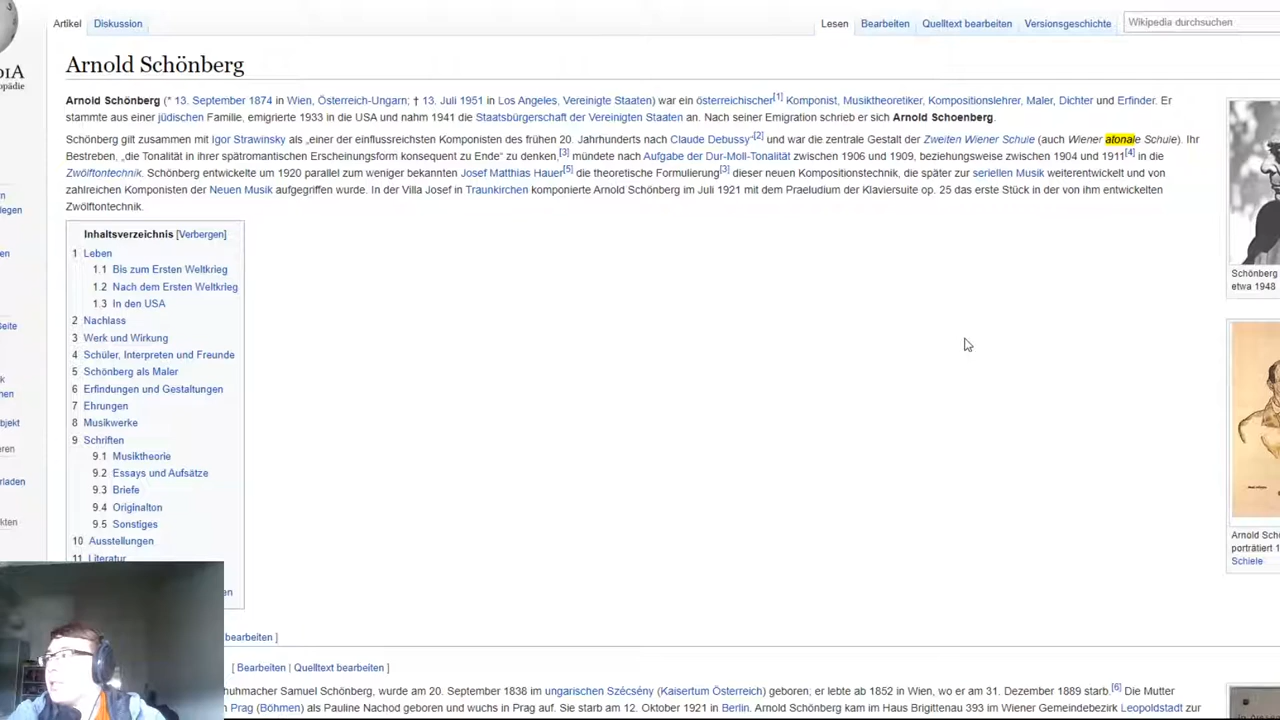 Artikel Diskussion Lesen Bearbeiten Quelltext bearbeiten Versionsgeschichte Wikipedia durchsuchen
Arnold Schönberg
Arnold Schönberg (* 13. September 1874 in Wien, Österreich-Ungarn; † 13. Juli 1951 in Los Angeles, Vereinigte Staaten) war ein österreichischer[1] Komponist, Musiktheoretiker, Kompositionslehrer, Maler, Dichter und Erfinder. Er
stammte aus einer jüdischen Familie, emigrierte 1933 in die USA und nahm 1941 die Staatsbürgerschaft der Vereinigten Staaten an. Nach seiner Emigration schrieb er sich Arnold Schoenberg.
Schönberg gilt zusammen mit Igor Strawinsky als „einer der einflussreichsten Komponisten des frühen 20. Jahrhunderts nach Claude Debussy“[2] und war die zentrale Gestalt der Zweiten Wiener Schule (auch Wiener atonale Schule). Ihr
Bestreben, „die Tonalität in ihrer spätromantischen Erscheinungsform konsequent zu Ende“ zu denken,[3] mündete nach Aufgabe der Dur-Moll-Tonalität zwischen 1906 und 1909, beziehungsweise zwischen 1904 und 1911[4] in die
Zwölftontechnik. Schönberg entwickelte um 1920 parallel zum weniger bekannten Josef Matthias Hauer[5] die theoretische Formulierung[3] dieser neuen Kompositionstechnik, die später zur seriellen Musik weiterentwickelt und von
zahlreichen Komponisten der Neuen Musik aufgegriffen wurde. In der Villa Josef in Traunkirchen komponierte Arnold Schönberg im Juli 1921 mit dem Praeludium der Klaviersuite op. 25 das erste Stück in der von ihm entwickelten
Zwölftontechnik.
Inhaltsverzeichnis [Verbergen]
1 Leben
1.1 Bis zum Ersten Weltkrieg
1.2 Nach dem Ersten Weltkrieg
1.3 In den USA
2 Nachlass
3 Werk und Wirkung
4 Schüler, Interpreten und Freunde
5 Schönberg als Maler
6 Erfindungen und Gestaltungen
7 Ehrungen
8 Musikwerke
9 Schriften
9.1 Musiktheorie
9.2 Essays und Aufsätze
9.3 Briefe
9.4 Originalton
9.5 Sonstiges
10 Ausstellungen
11 Literatur
Schönberg
etwa 1948
Arnold Schö
porträtiert 1
Schiele
bearbeiten ]
[ Bearbeiten | Quelltext bearbeiten ]
huhmacher Samuel Schönberg, wurde am 20. September 1838 im ungarischen Szécsény (Kaisertum Österreich) geboren, er lebte ab 1852 in Wien, wo er am 31. Dezember 1889 starb.[6] Die Mutter
Prag (Böhmen) als Pauline Nachod geboren und wuchs in Prag auf. Sie starb am 12. Oktober 1921 in Berlin. Arnold Schönberg kam im Haus Brigittenau 393 im Wiener Gemeindebezirk Leopoldstadt zur